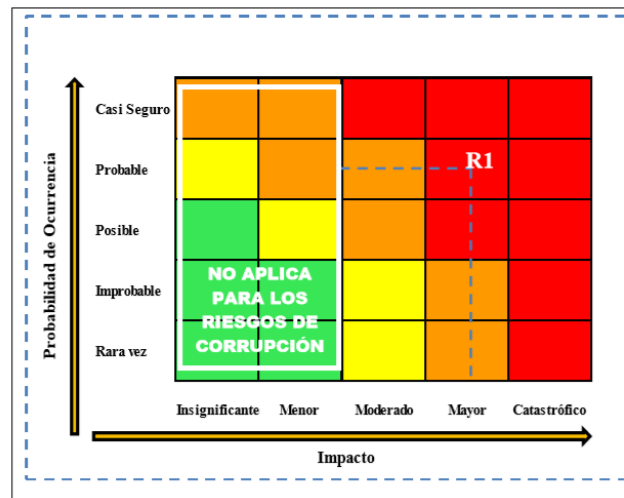 Probabilidad de Ocurrencia
Casi Seguro
Probable
R1
Posible
Improbable
Rara vez
NO APLICA
PARA LOS
RIESGOS DE
CORRUPCIÓN
Insignificante Menor Moderado Mayor Catastrófico
Impacto